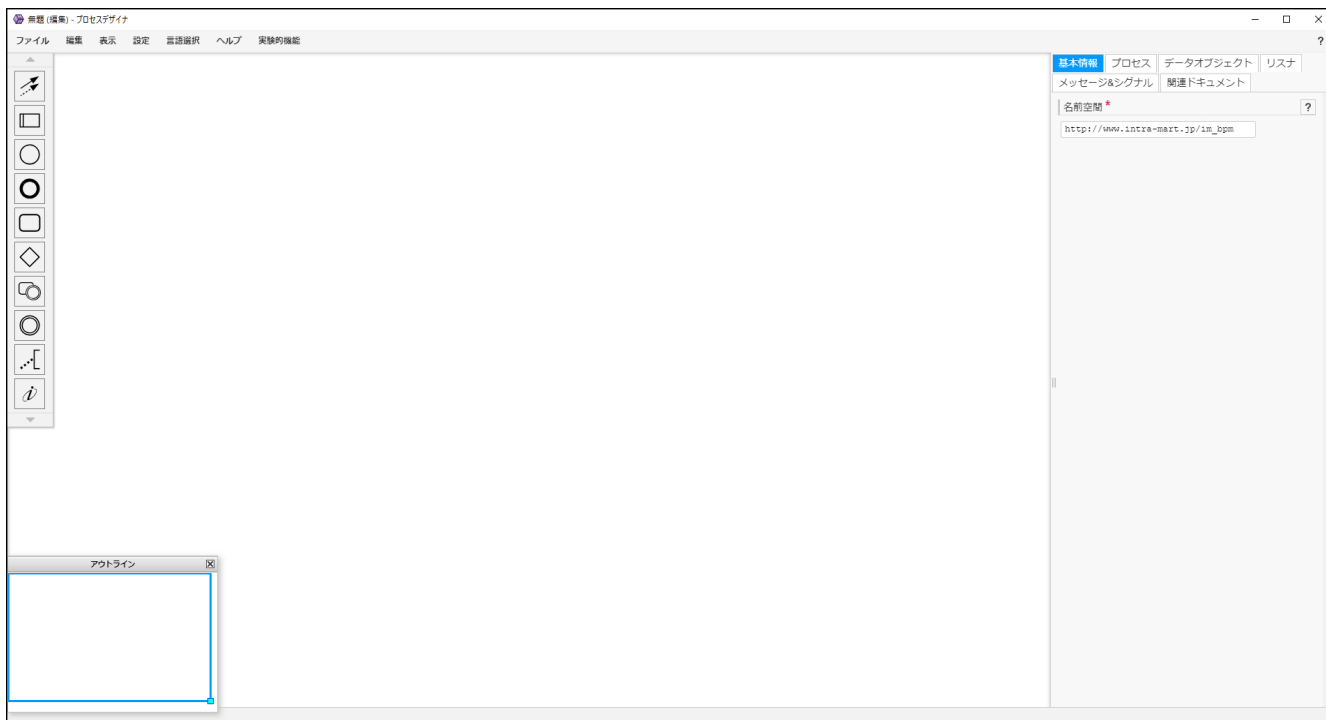 無題 (編集) - プロセスデザイナ
ファイル 編集 表示 設定 言語選択 ヘルプ 実験的機能 ?
基本情報 プロセス データオブジェクト リスナ
メッセージ&シグナル 関連ドキュメント
名前空間 * ?
http://www.intra-mart.jp/im_bpm
i
アウトライン